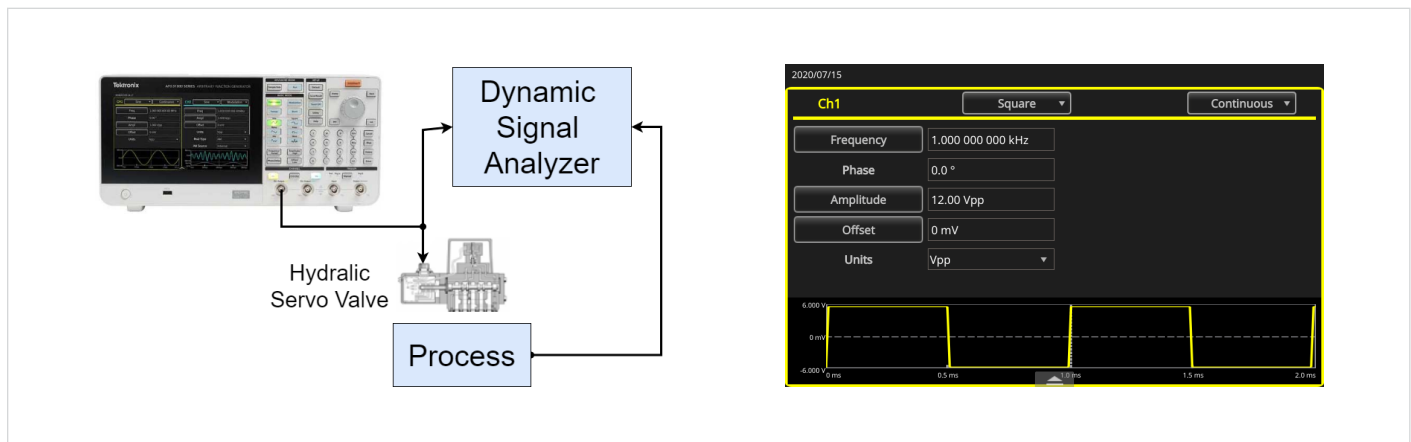 Tektronix
Dynamic
Signal
Analyzer
Hydralic
Servo Valve
Process
2020/07/15
Ch1
Square
Continuous
Frequency
1.000 000 000 kHz
Phase
0.0 °
Amplitude
12.00 Vpp
Offset
0 mV
Units
Vpp
6.000 V
0 mV
-6.000 V
0 ms
0.5 ms
1.0 ms
1.5 ms
2.0 ms